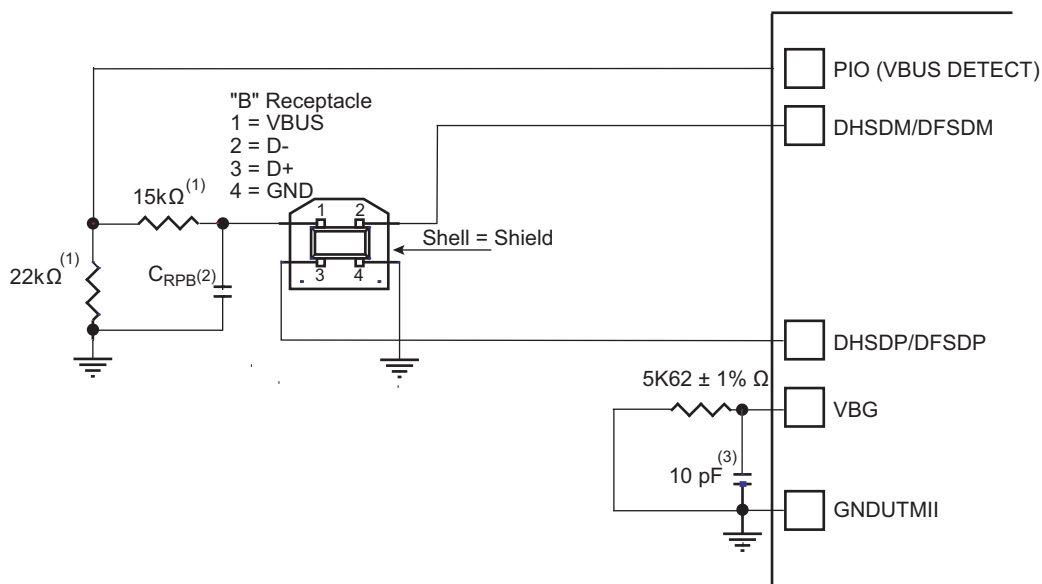 PIO (VBUS DETECT)
"B" Receptacle
1 = VBUS
2 = D-
3 = D+
4 = GND
DHSDM/DFSDM
15kΩ(1)
1 2
Shell = Shield
22kΩ(1)
CRPB(2)
3 4
DHSDP/DFSDP
5K62 ± 1% Ω
VBG
10 pF(3)
GNDUTMII